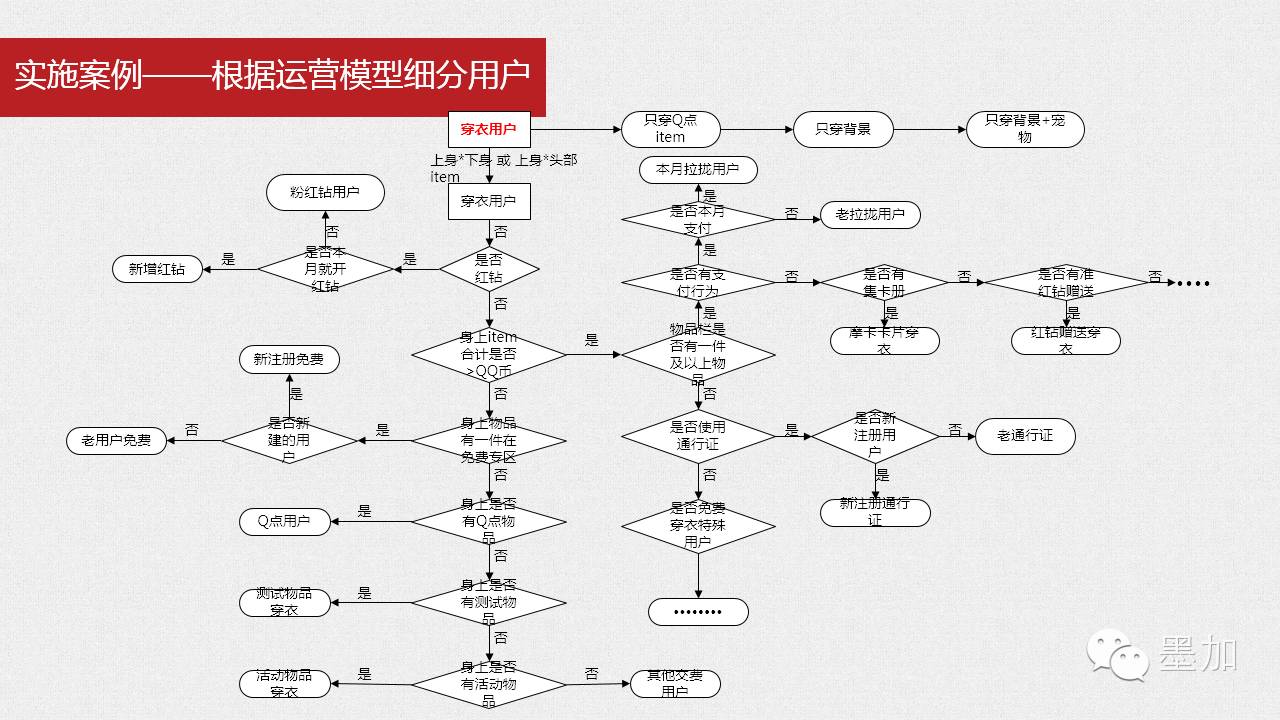 实施案例——根据运营模型细分用户
穿衣用户
只穿Q点
item
只穿背景
只穿背景+宠
物
上身*下身 或 上身*头部
item
穿衣用户
否
是否
红钻
是
是否本
月就开
红钻
否
粉红钻用户
是
新增红钻
否
身上item
合计是否
>QQ币
是
物品栏是
否有一件
及以上物
品
是
是否有支
付行为
是
是否本月
支付
是
本月拉拢用户
否
老拉拢用户
否
是否有
集卡册
是
摩卡卡片穿
衣
否
是否有准
红钻赠送
是
红钻赠送穿
衣
否
••••
否
是否使用
通行证
是
是否新
注册用
户
否
老通行证
是
新注册通行
证
否
是否免费
穿衣特殊
用户
••••••••
否
身上物品
有一件在
免费专区
是
是否新
建的用
户
是
新注册免费
否
老用户免费
否
身上是否
有Q点物
品
是
Q点用户
否
身上是否
有测试物
品
是
测试物品
穿衣
否
身上是否
有活动物
品
是
活动物品
穿衣
否
其他交费
用户
墨加